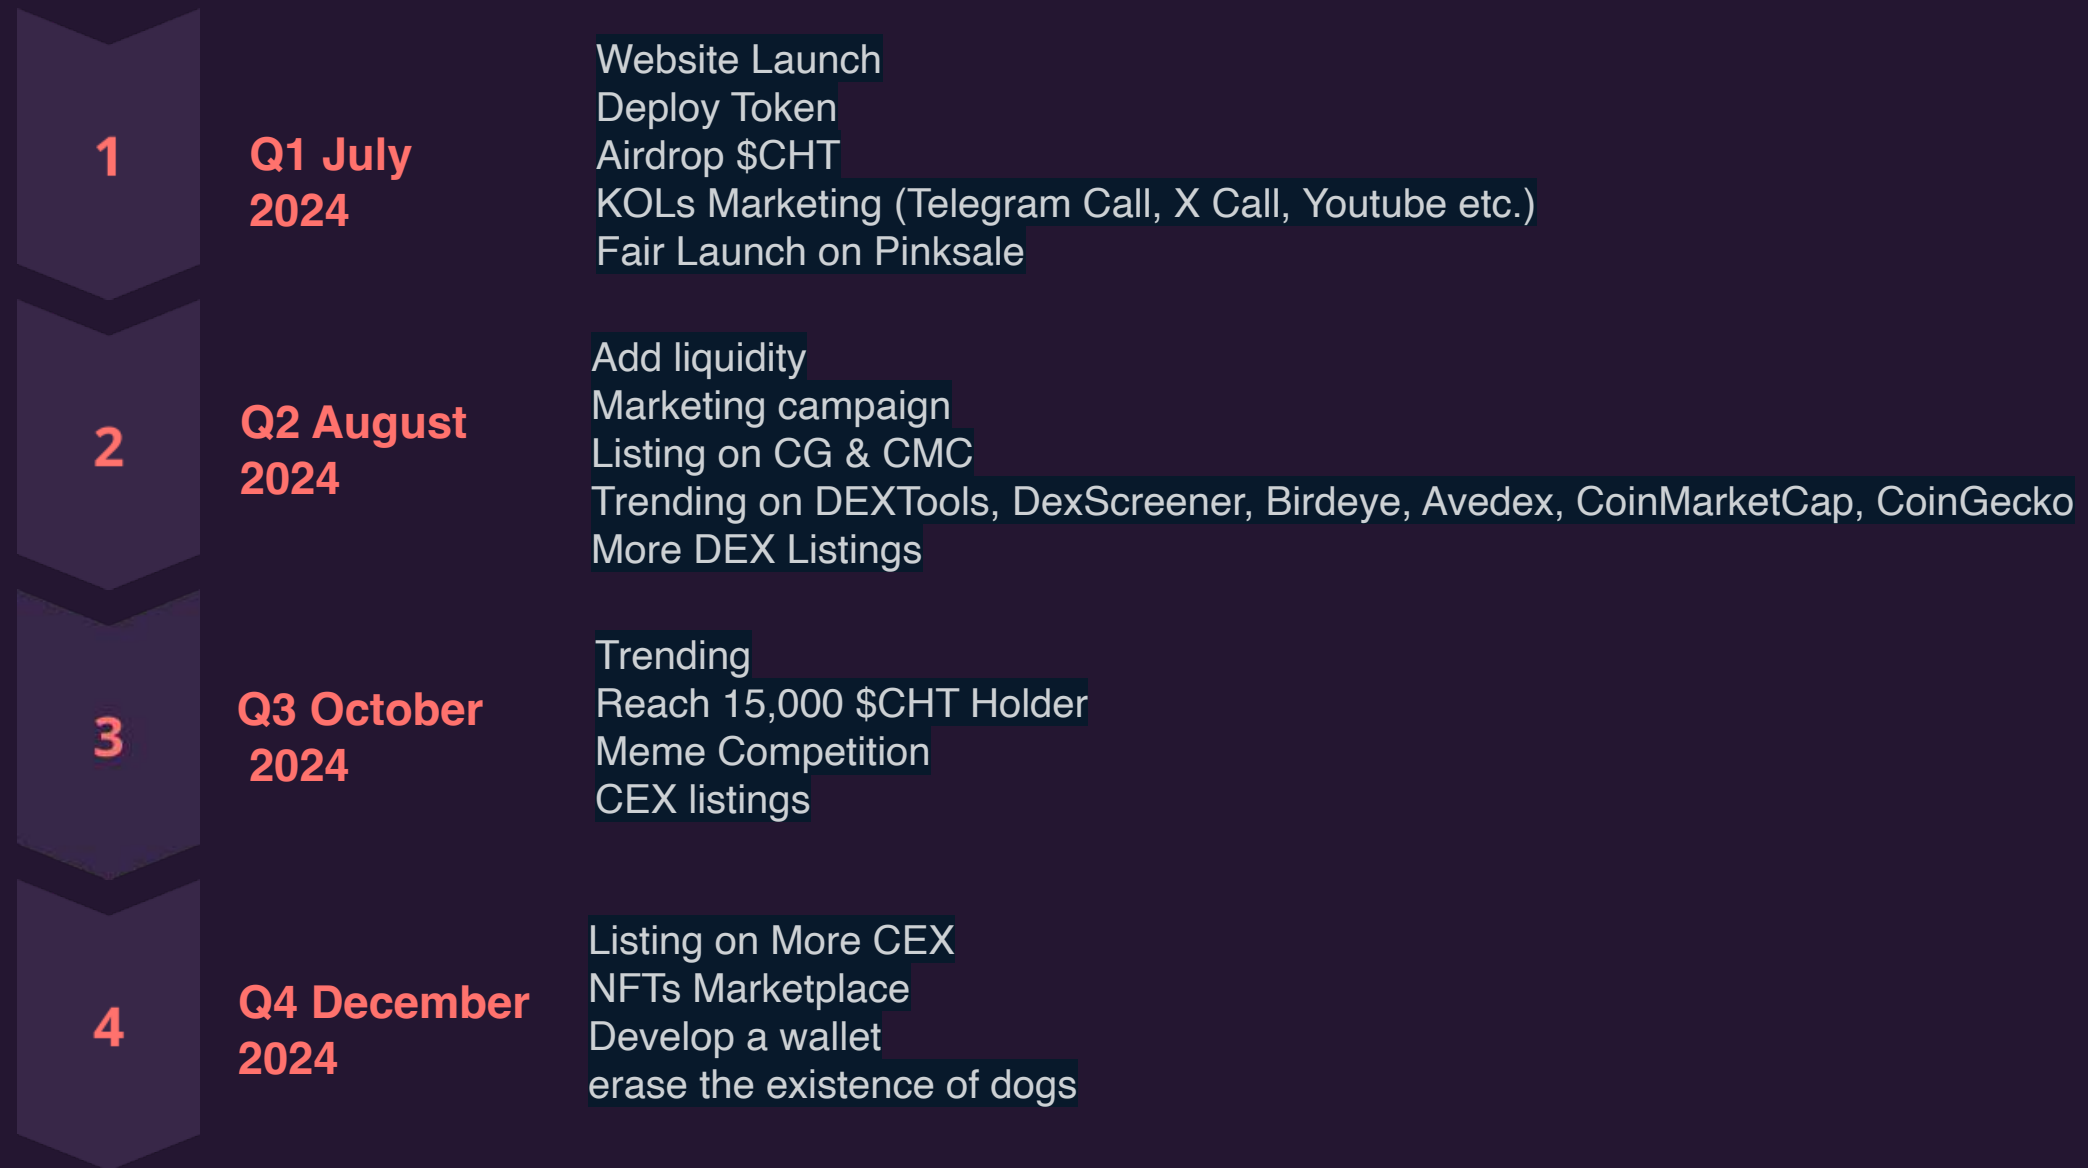 1
Q1 July
2024
Website Launch
Deploy Token
Airdrop $CHT
KOLs Marketing (Telegram Call, X Call, Youtube etc.)
Fair Launch on Pinksale
2
Q2 August
2024
Add liquidity
Marketing campaign
Listing on CG & CMC
Trending on DEXTools, DexScreener, Birdeye, Avedex, CoinMarketCap, CoinGecko
More DEX Listings
3
Q3 October
2024
Trending
Reach 15,000 $CHT Holder
Meme Competition
CEX listings
4
Q4 December
2024
Listing on More CEX
NFTs Marketplace
Develop a wallet
erase the existence of dogs